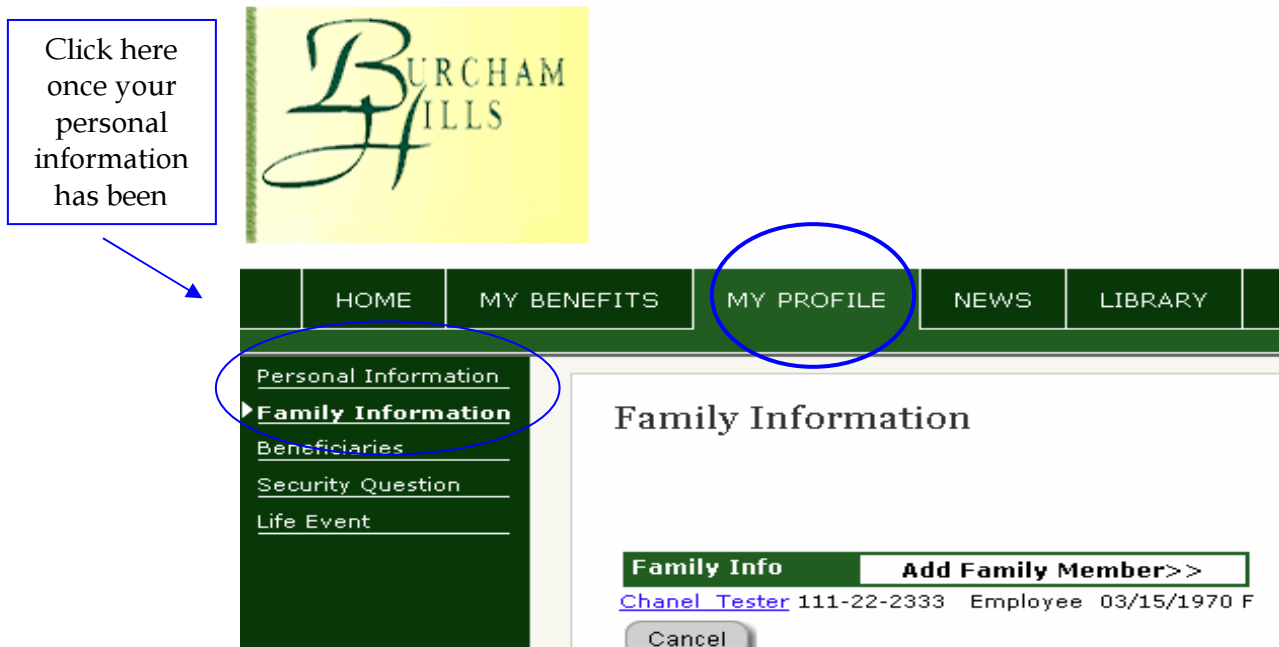 Click here
once your
personal
information
has been
BURCHAM
HILLS
HOME MY BENEFITS MY PROFILE NEWS LIBRARY
Personal Information
Family Information
Beneficiaries
Security Question
Life Event
Family Information
Family Info Add Family Member>>
Chanel Tester 111-22-2333 Employee 03/15/1970 F
Cancel